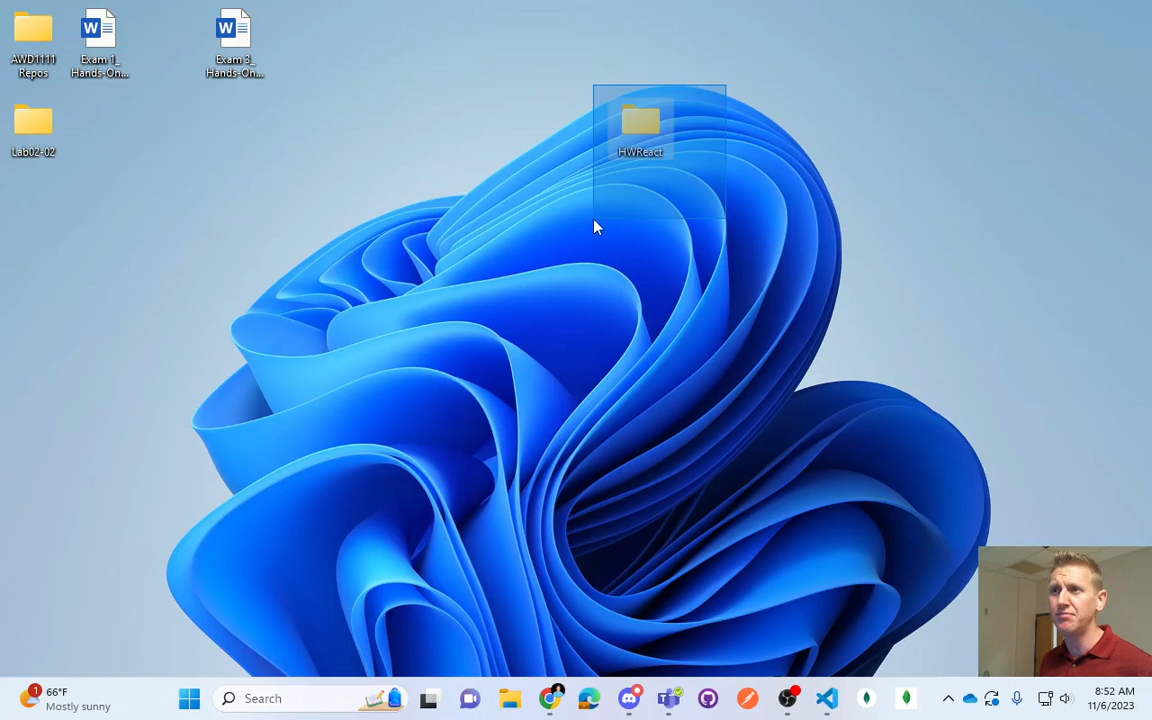 AWD1111
Repos
Exam 1_
Hands-On...
Exam 3_
Hands-On...
Lab02-02
HWReact
1
66°F
Mostly sunny
Search
8:52 AM
11/6/2023